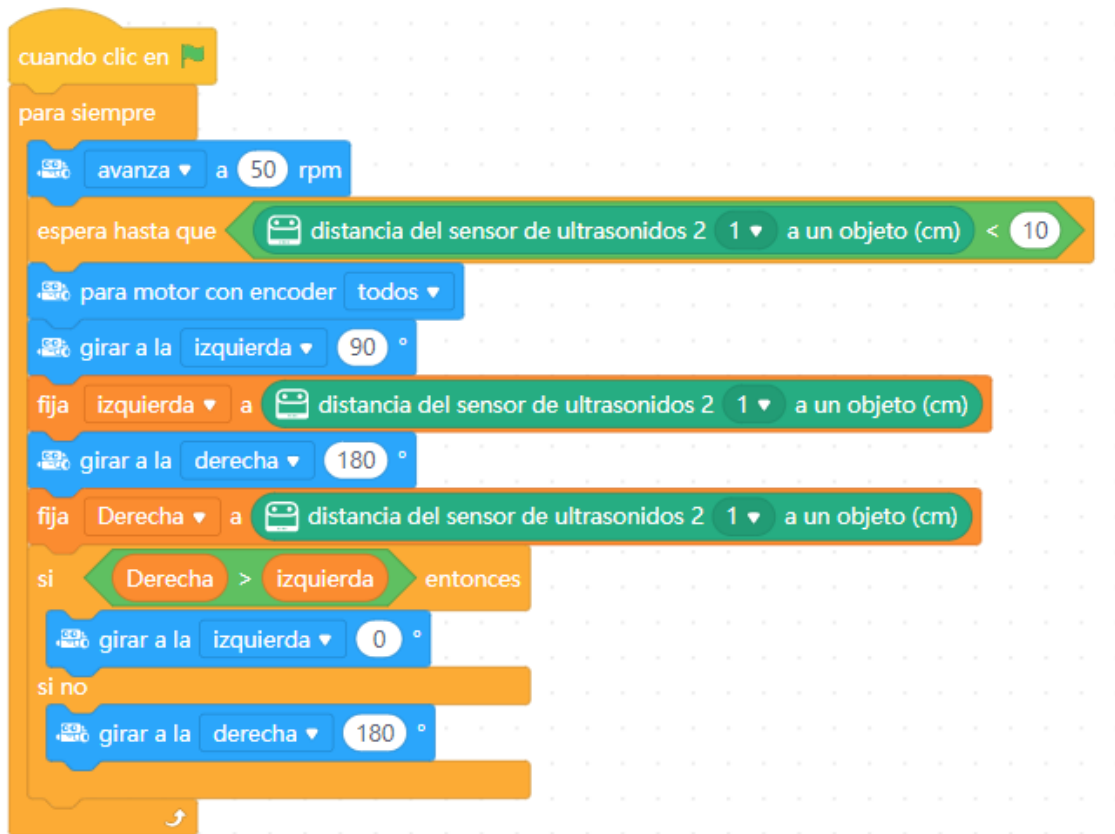 cuando clic en
para siempre
avanza a 50 rpm
espera hasta que distancia del sensor de ultrasonidos 2 1 a un objeto (cm) < 10
para motor con encoder todos
girar a la izquierda 90 °
fija izquierda a distancia del sensor de ultrasonidos 2 1 a un objeto (cm)
girar a la derecha 180 °
fija Derecha a distancia del sensor de ultrasonidos 2 1 a un objeto (cm)
si Derecha > izquierda entonces
girar a la izquierda 0 °
si no
girar a la derecha 180 °